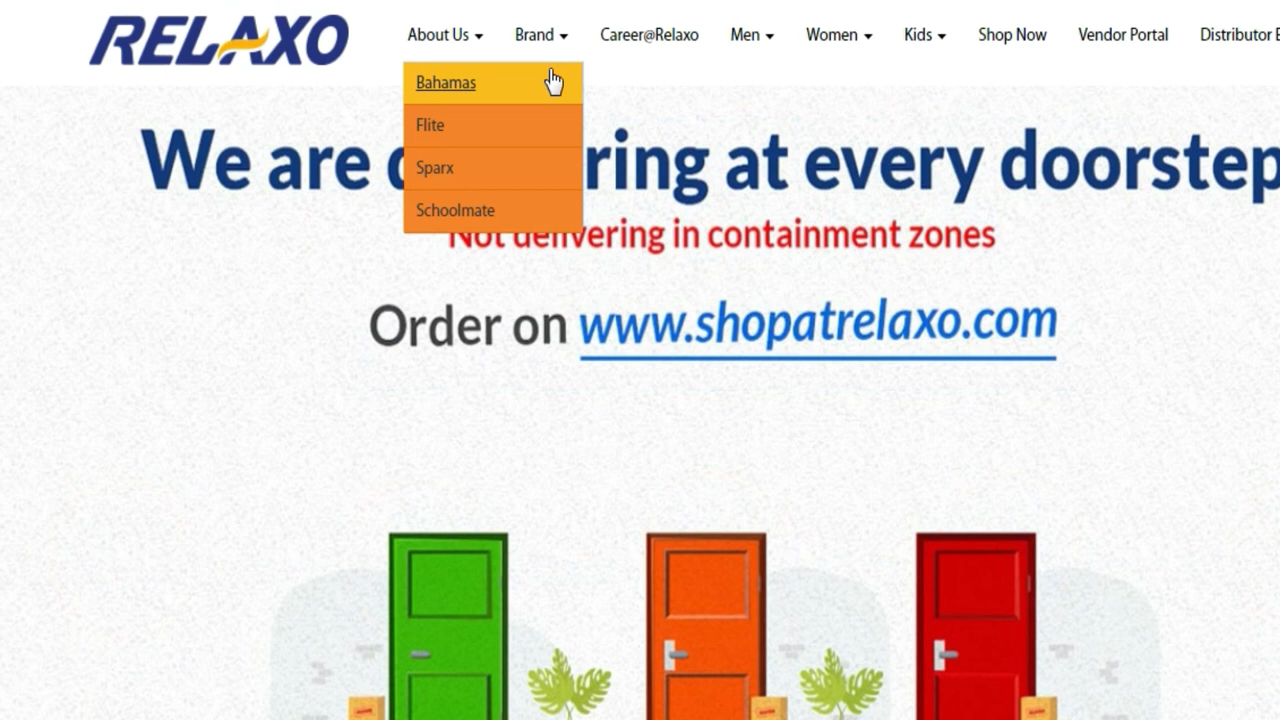 RELAXO
About Us Brand Career@Relaxo Men Women Kids Shop Now Vendor Portal Distributor
Bahamas
Flite
Sparx
Schoolmate
We are ring at every doorstep
Not delivering in containment zones
Order on www.shopatrelaxo.com